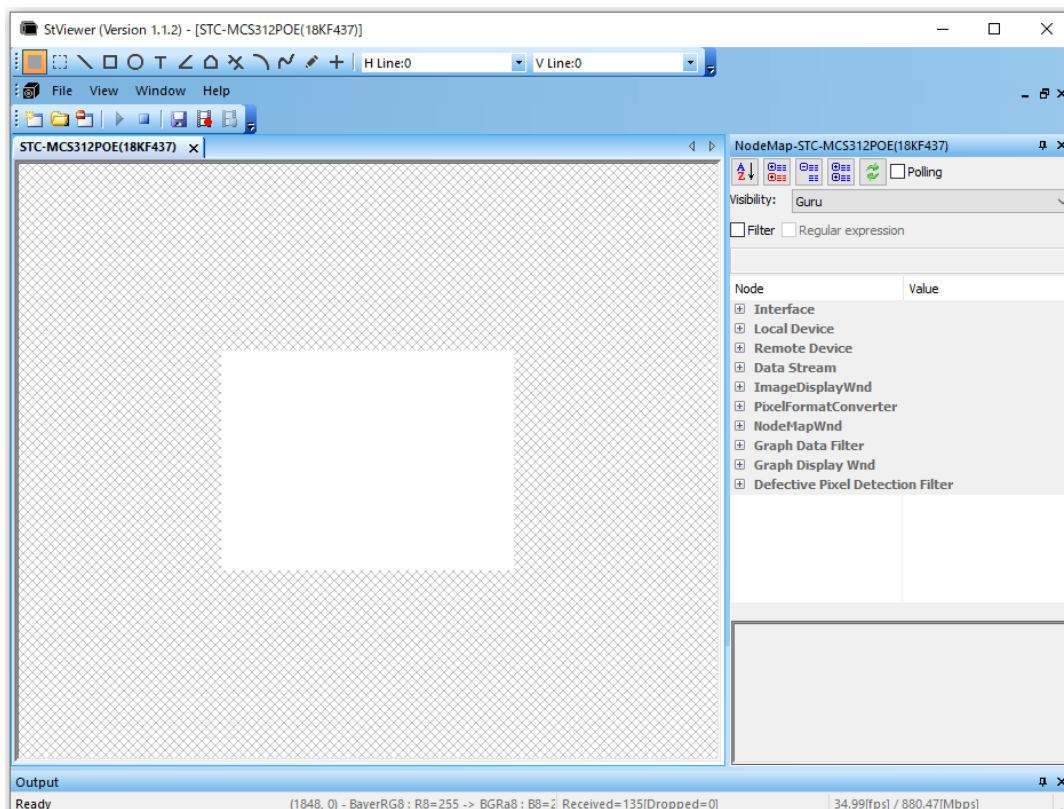 StViewer (Version 1.1.2) - [STC-MCS312POE(18KF437)]
H Line:0 V Line:0
File View Window Help
STC-MCS312POE(18KF437)
NodeMap-STC-MCS312POE(18KF437)
Polling
Visibility: Guru
Filter Regular expression
Node Value
Interface
Local Device
Remote Device
Data Stream
ImageDisplayWnd
PixelFormatConverter
NodeMapWnd
Graph Data Filter
Graph Display Wnd
Defective Pixel Detection Filter
Output
Ready (1848, 0) - BayerRG8 : R8=255 -> BGRa8 : B8=2 Received=135[Dropped=0] 34.99[fps] / 880.47[Mbps]